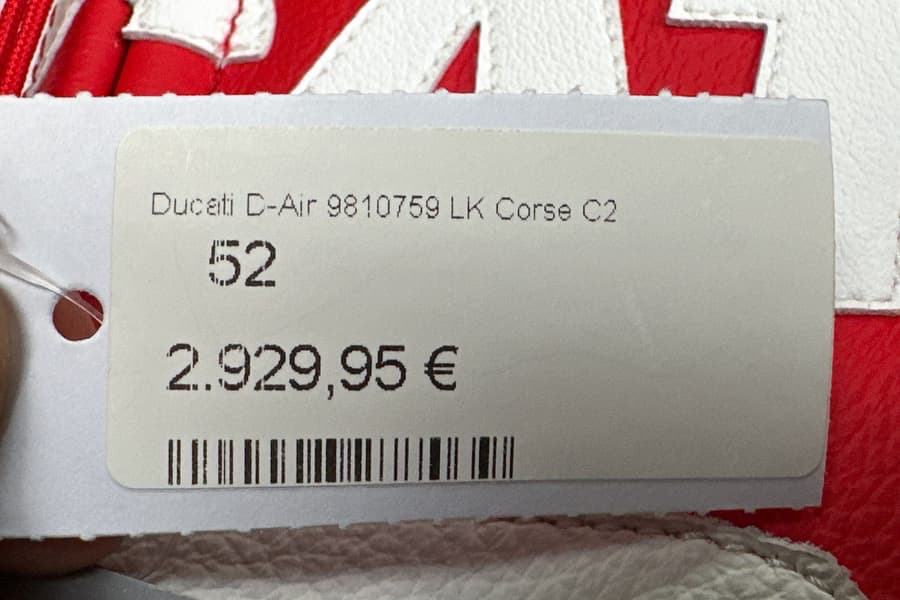 Ducati D-Air 9810759 LK Corse C2
52
2.929,95 €